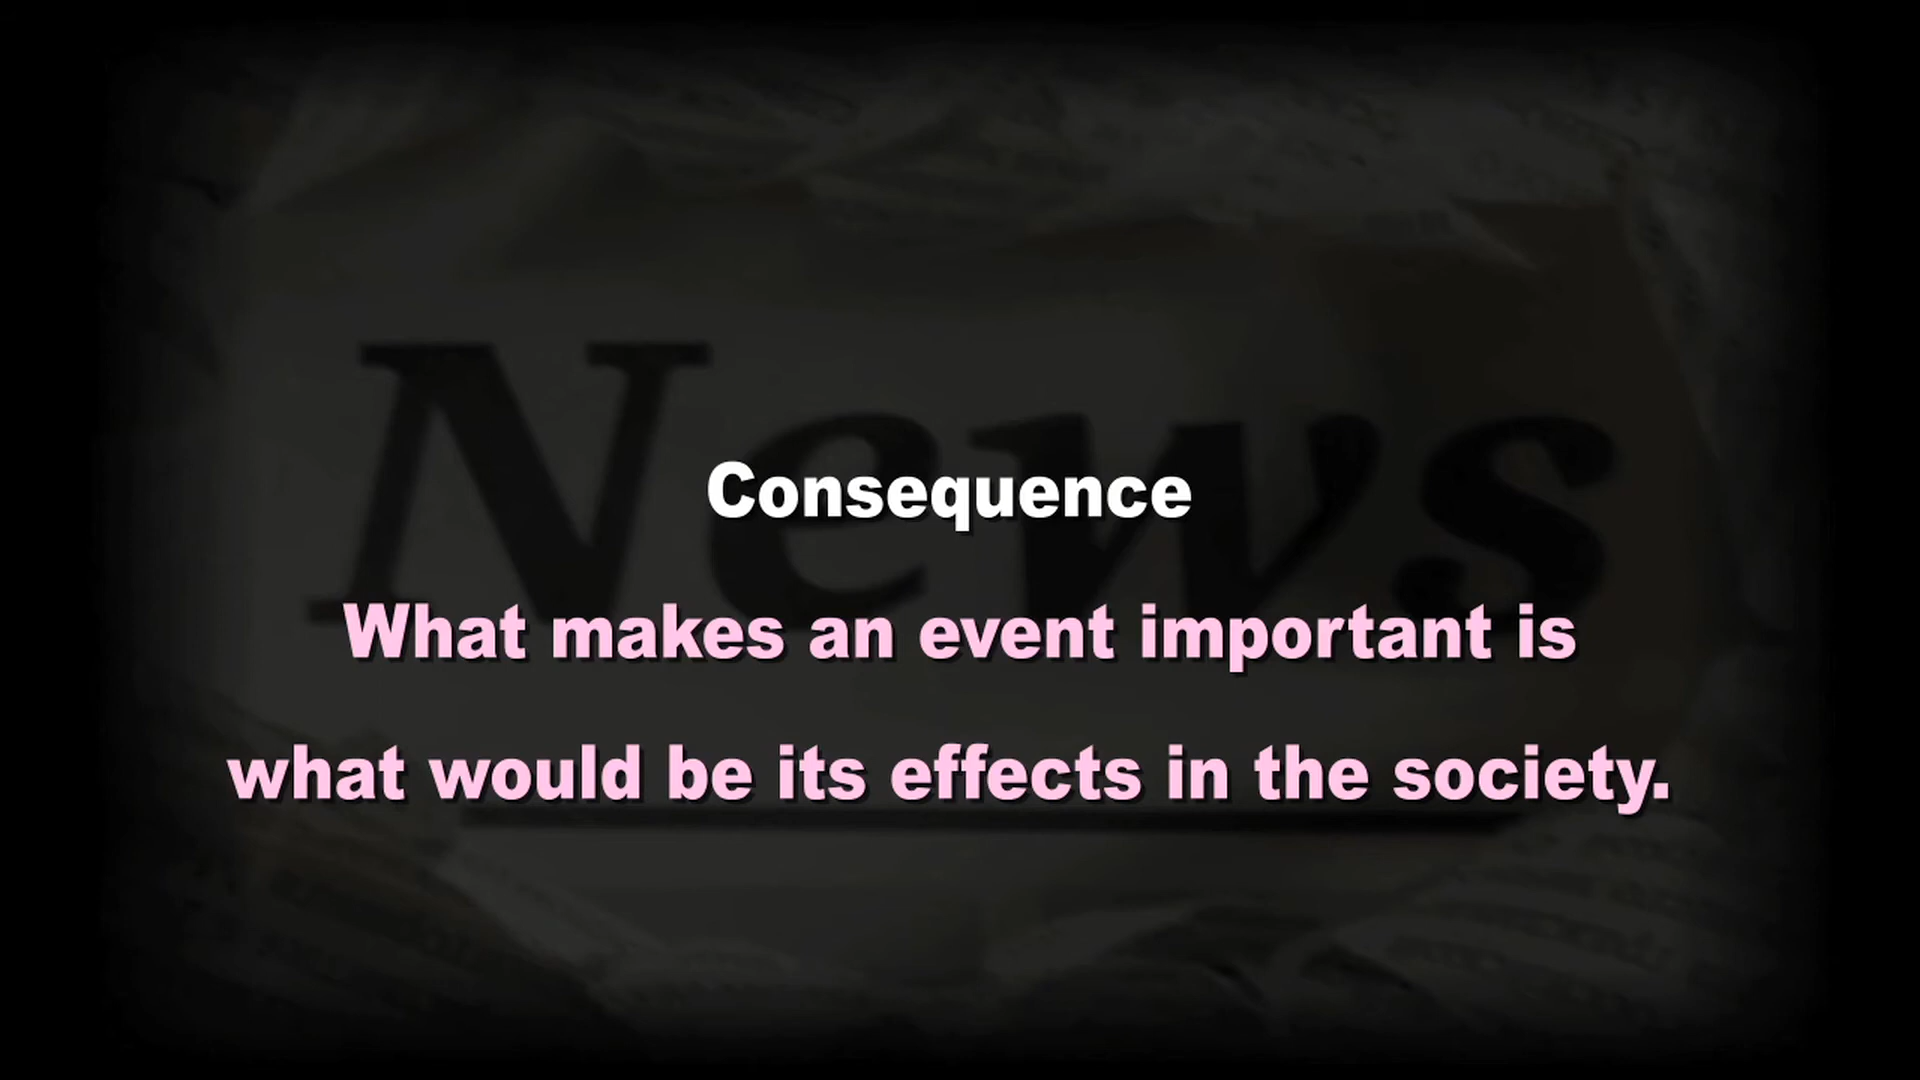 News
Consequence
What makes an event important is
what would be its effects in the society.